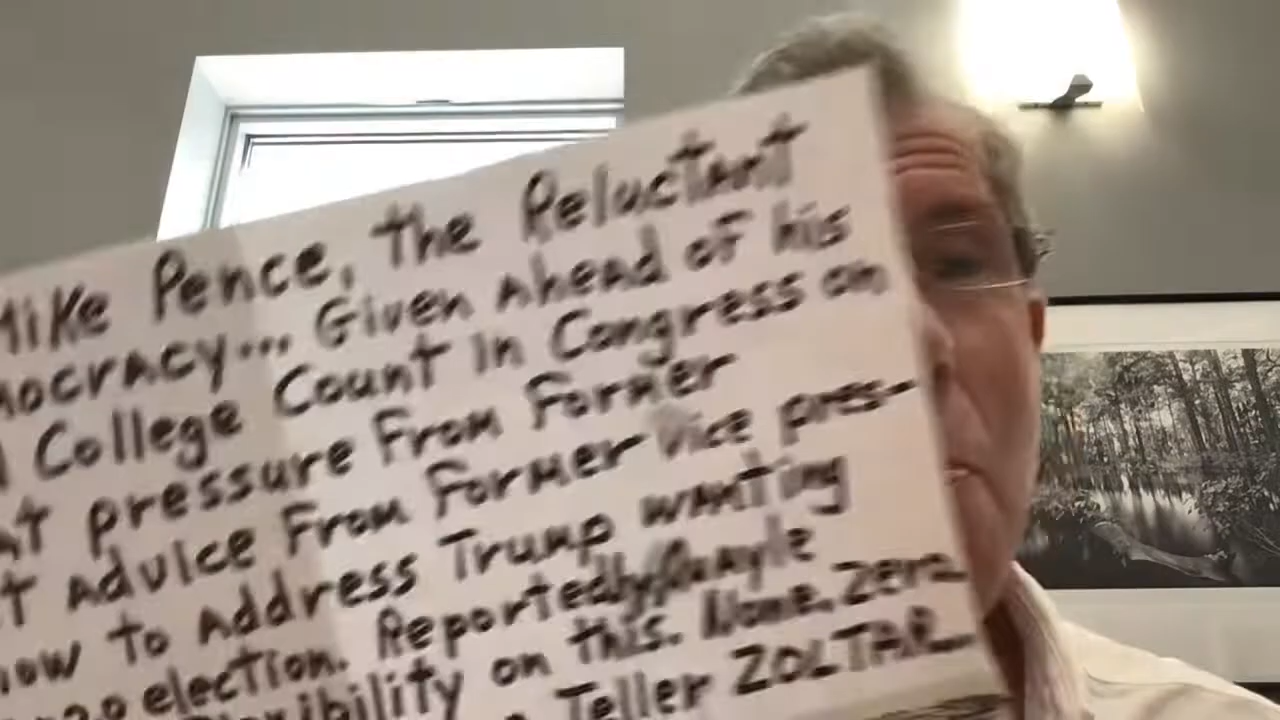 Mike Pence, the Reluctant
mocracy... Given Ahead of his
College Count in Congress on
pressure From Former
Advice From Former Vice pres-
how to Address Trump wanting
election. Reportedly Quayle
Flexibility on this. None. Zero
Teller ZOLTAR...